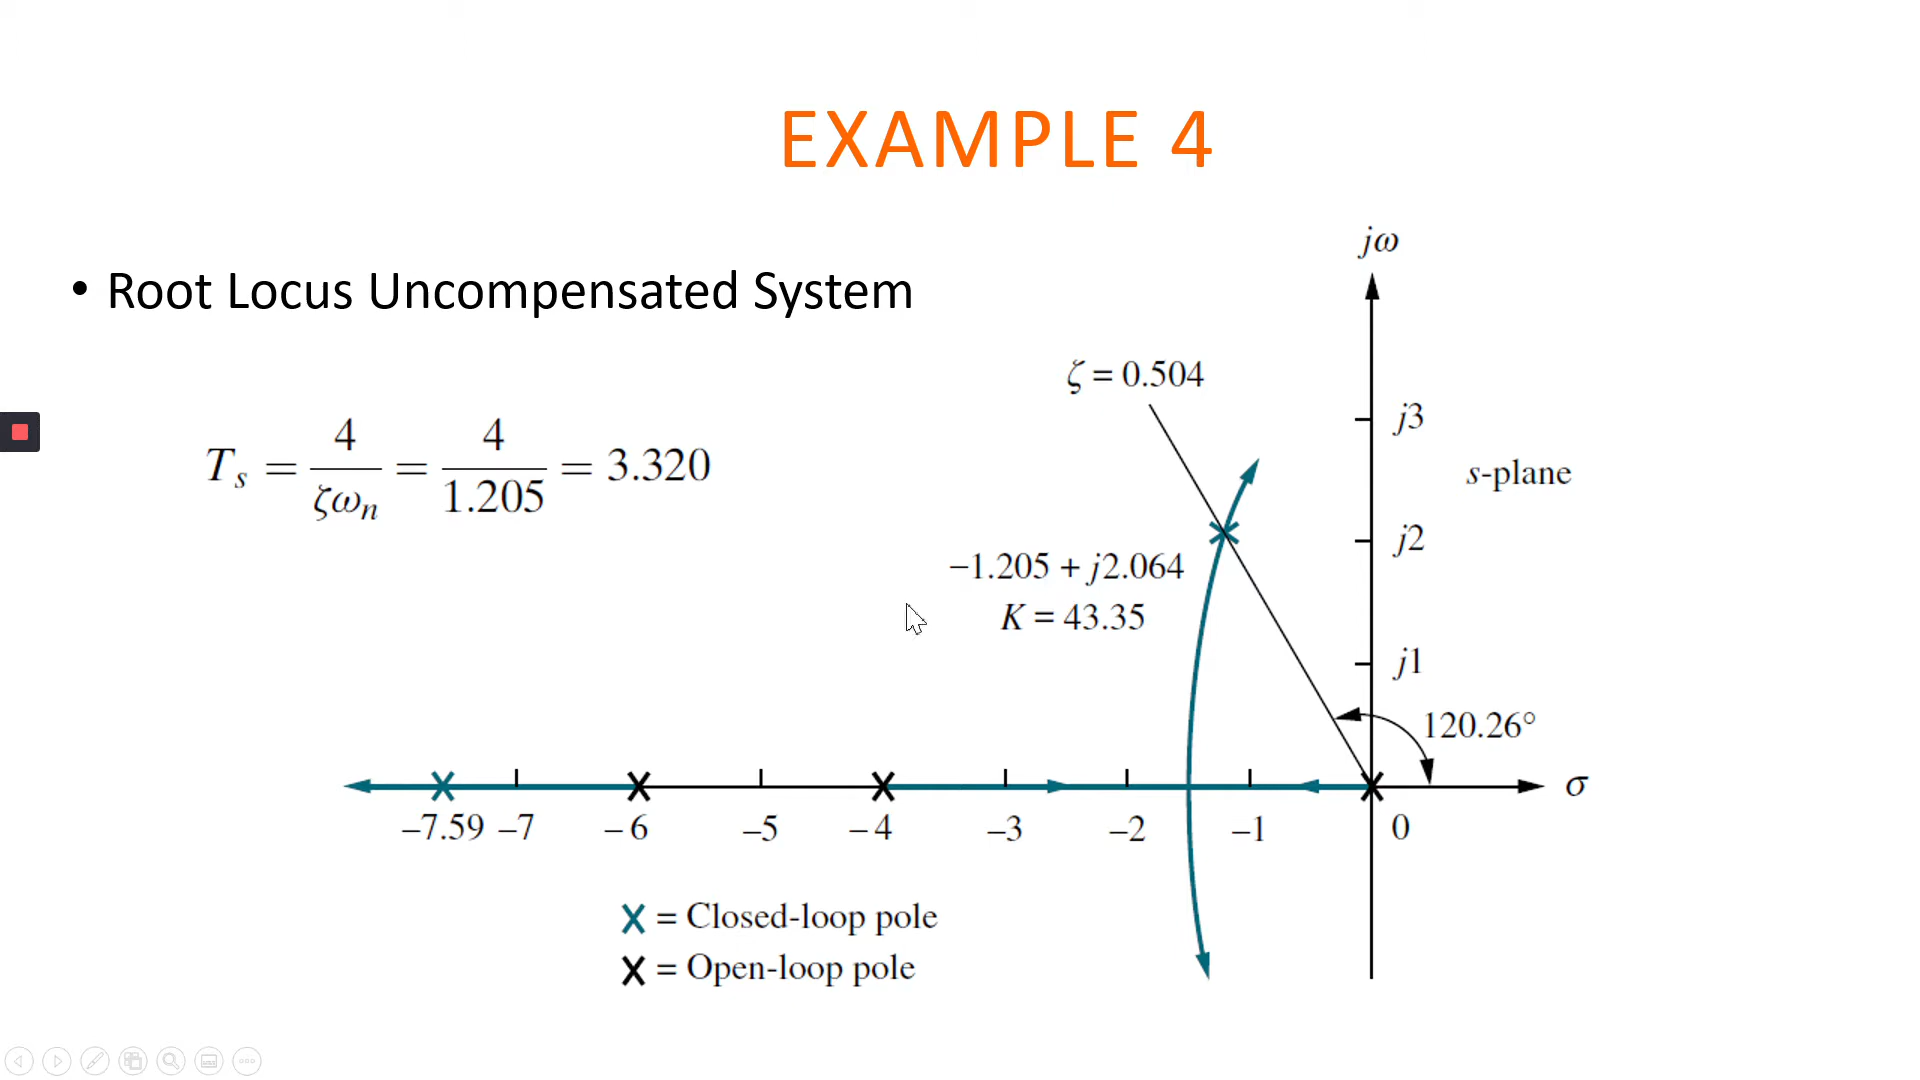 EXAMPLE 4
• Root Locus Uncompensated System
T_s = 4/ζω_n = 4/1.205 = 3.320
jω
ζ = 0.504
j3
s-plane
j2
–1.205 + j2.064
K = 43.35
j1
120.26°
σ
–7.59 –7 –6 –5 –4 –3 –2 –1 0
X = Closed-loop pole
X = Open-loop pole